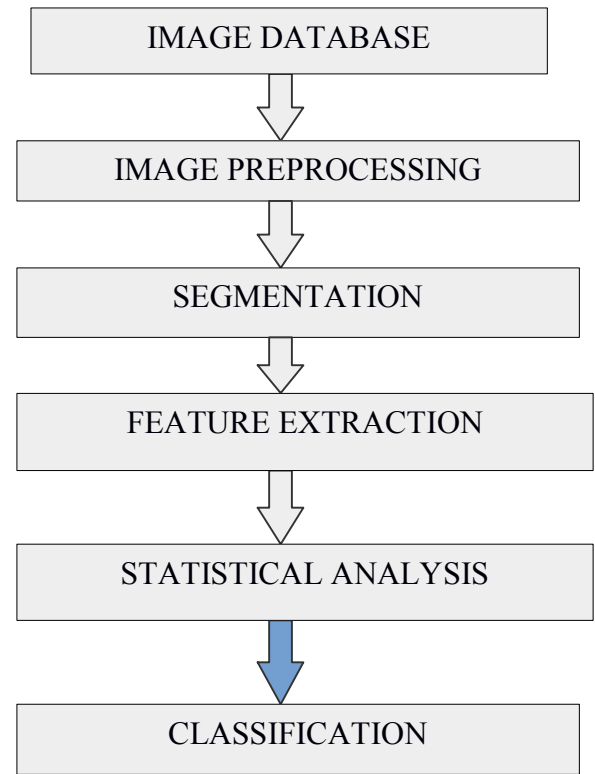 IMAGE DATABASE
IMAGE PREPROCESSING
SEGMENTATION
FEATURE EXTRACTION
STATISTICAL ANALYSIS
CLASSIFICATION